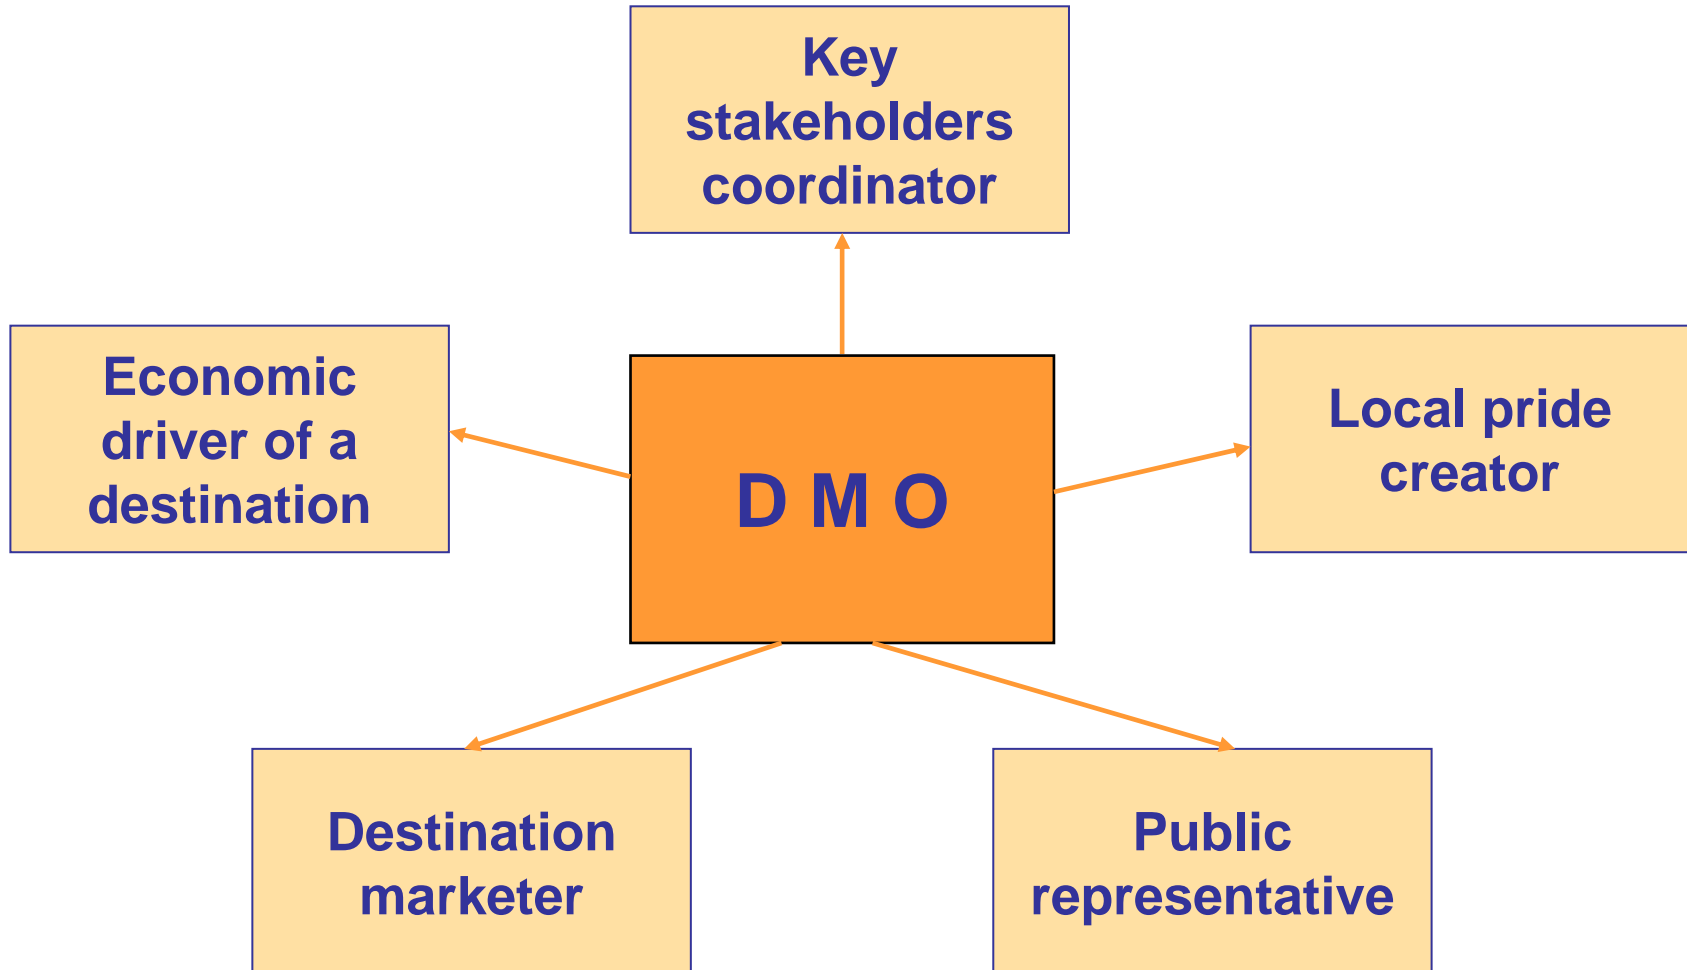 Key
stakeholders
coordinator
Economic
driver of a
destination
D M O
Local pride
creator
Destination
marketer
Public
representative